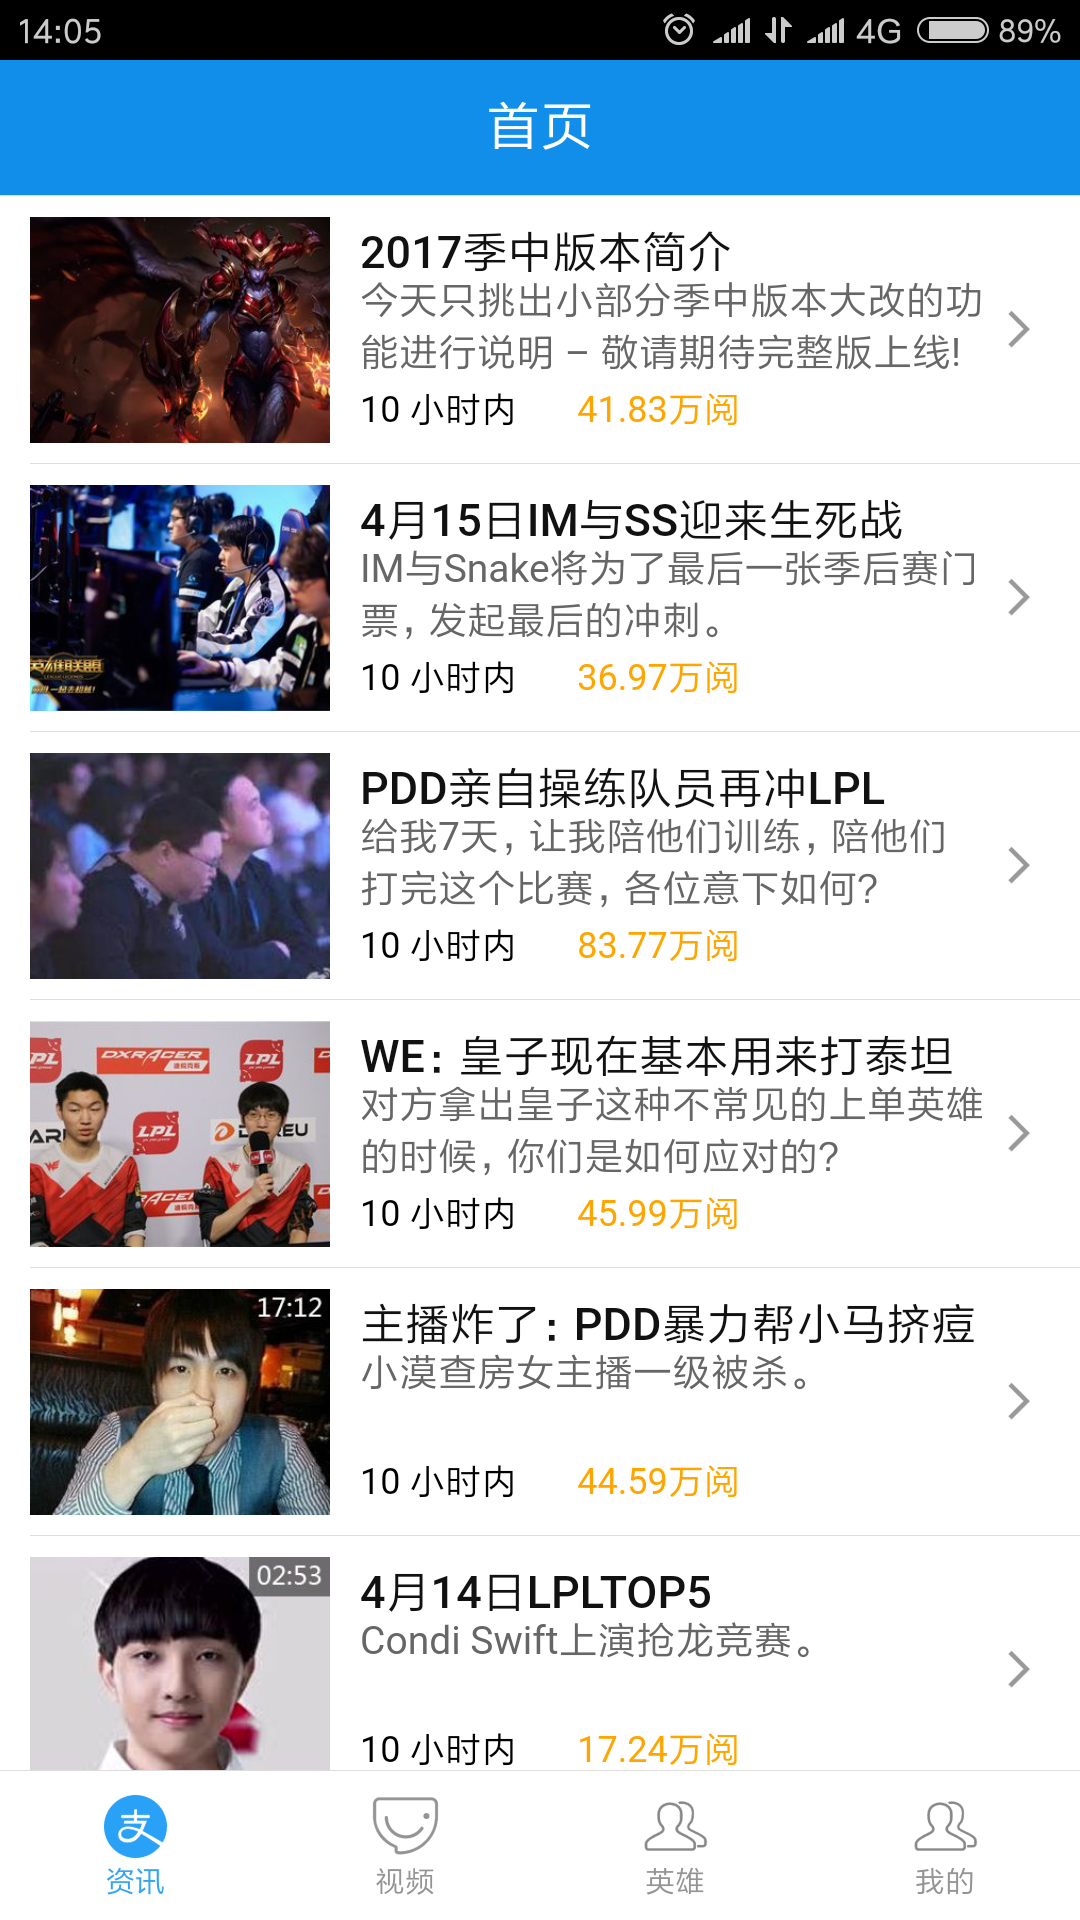 14:05 4G 89%
首页
2017季中版本简介
今天只挑出小部分季中版本大改的功
能进行说明 – 敬请期待完整版上线!
10 小时内 41.83万阅
4月15日IM与SS迎来生死战
IM与Snake将为了最后一张季后赛门
票, 发起最后的冲刺。
10 小时内 36.97万阅
英雄联盟
LEAGUE LEGENDS
PDD亲自操练队员再冲LPL
给我7天, 让我陪他们训练, 陪他们
打完这个比赛, 各位意下如何?
10 小时内 83.77万阅
WE: 皇子现在基本用来打泰坦
对方拿出皇子这种不常见的上单英雄
的时候, 你们是如何应对的?
10 小时内 45.99万阅
PL DXRACER LPL
LPL
17:12
主播炸了: PDD暴力帮小马挤痘
小漠查房女主播一级被杀。
10 小时内 44.59万阅
02:53
4月14日LPLTOP5
Condi Swift上演抢龙竞赛。
10 小时内 17.24万阅
支
资讯 视频 英雄 我的